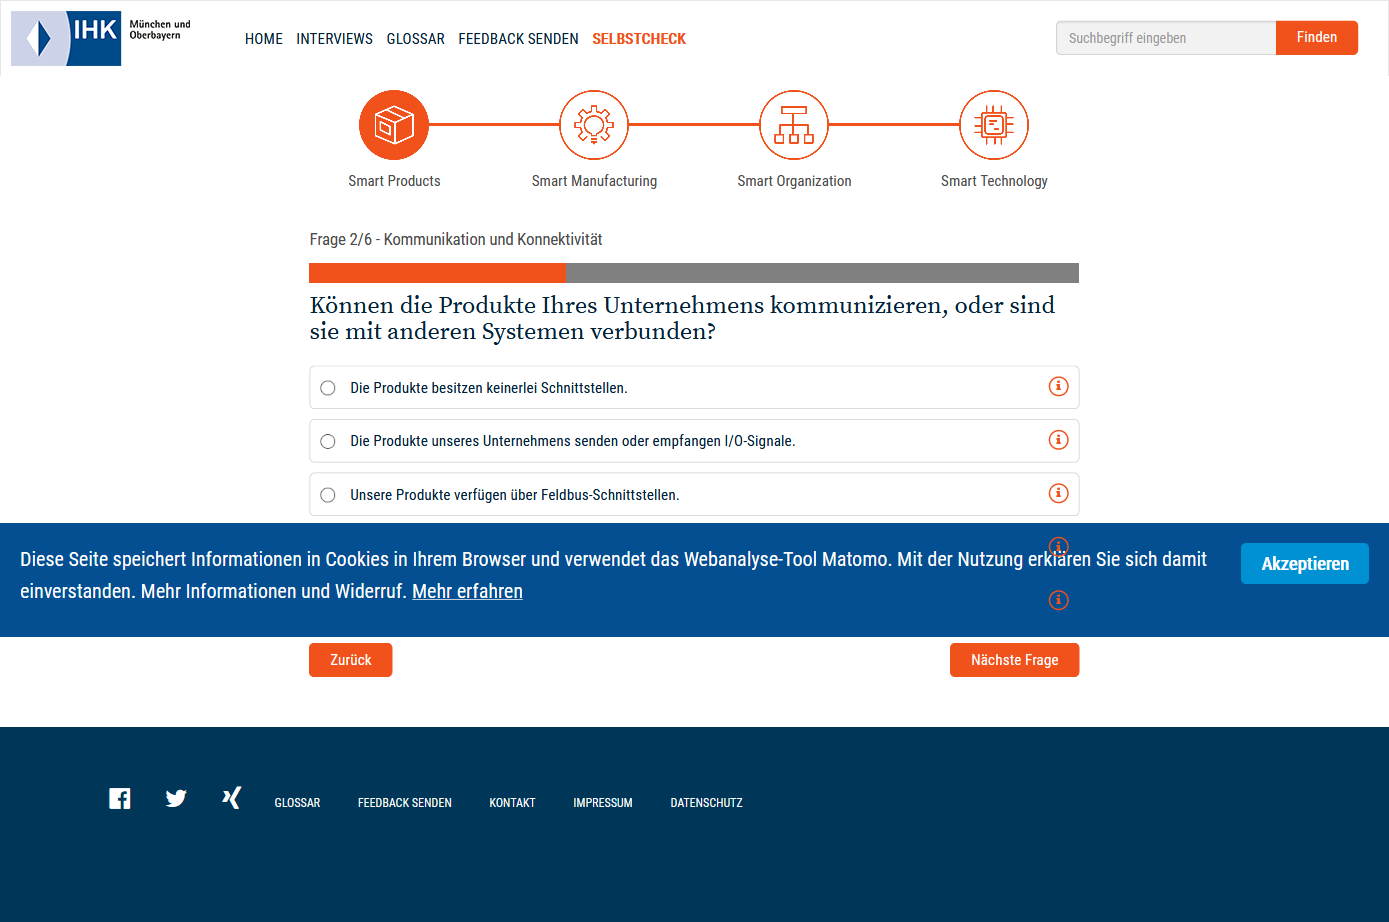 IHK
München und
Oberbayern
HOME INTERVIEWS GLOSSAR FEEDBACK SENDEN SELBSTCHECK
Suchbegriff eingeben
Finden
Smart Products
Smart Manufacturing
Smart Organization
Smart Technology
Frage 2/6 - Kommunikation und Konnektivität
Können die Produkte Ihres Unternehmens kommunizieren, oder sind
sie mit anderen Systemen verbunden?
Die Produkte besitzen keinerlei Schnittstellen.
Die Produkte unseres Unternehmens senden oder empfangen I/O-Signale.
Unsere Produkte verfügen über Feldbus-Schnittstellen.
Diese Seite speichert Informationen in Cookies in Ihrem Browser und verwendet das Webanalyse-Tool Matomo. Mit der Nutzung erklären Sie sich damit
einverstanden. Mehr Informationen und Widerruf. Mehr erfahren
Akzeptieren
Zurück
Nächste Frage
GLOSSAR FEEDBACK SENDEN KONTAKT IMPRESSUM DATENSCHUTZ